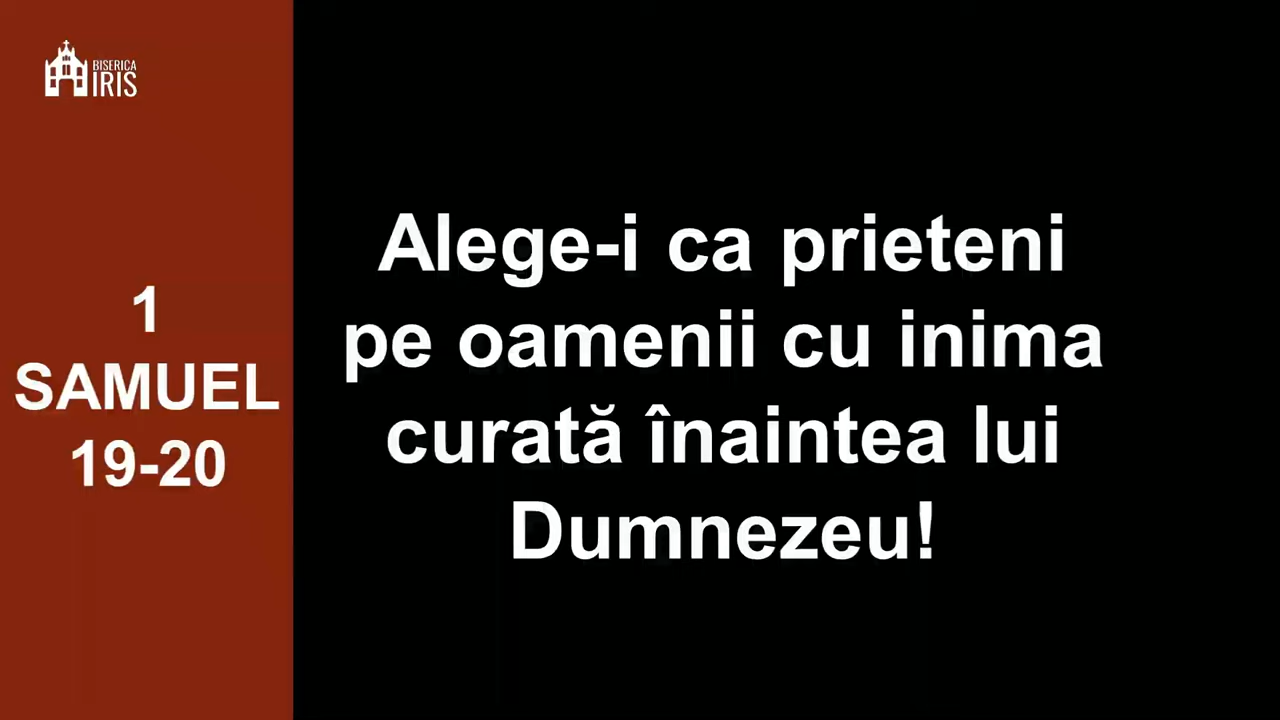 BISERICA
IRIS
1
SAMUEL
19-20
Alege-i ca prieteni
pe oamenii cu inima
curată înaintea lui
Dumnezeu!